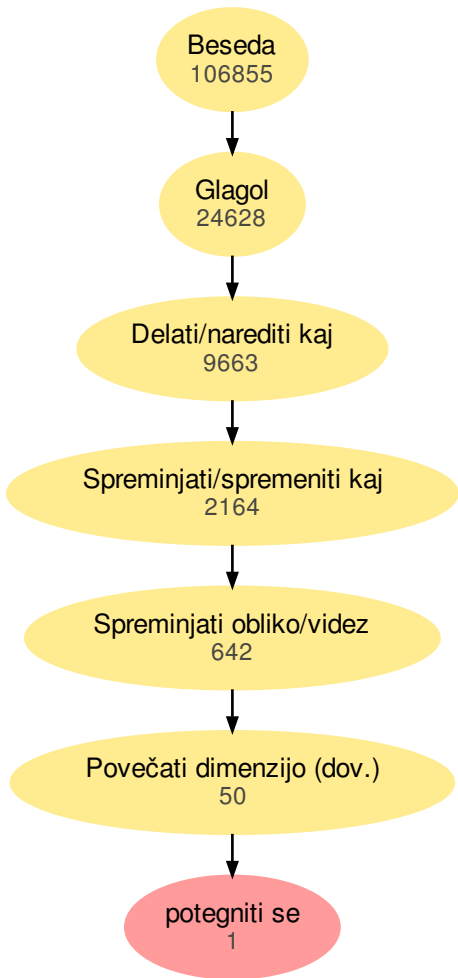 Beseda
106855
Glagol
24628
Delati/narediti kaj
9663
Spreminjati/spremeniti kaj
2164
Spreminjati obliko/videz
642
Povečati dimenzijo (dov.)
50
potegniti se
1